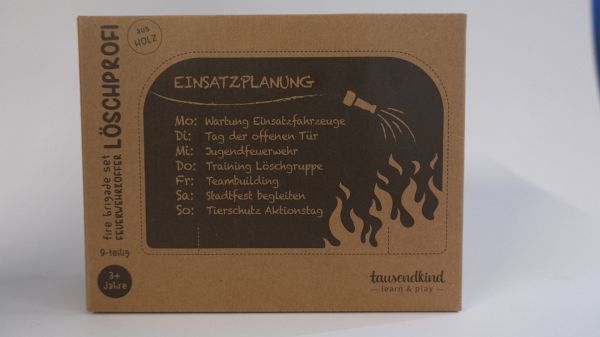 aus
HOLZ
fire brigade set
FEUERWEHRKOFFER LÖSCHPROFI
9-teilig
3+
Jahre
EINSATZPLANUNG
Mo: Wartung Einsatzfahrzeuge
Di: Tag der offenen Tür
Mi: Jugendfeuerwehr
Do: Training Löschgruppe
Fr: Teambuilding
Sa: Stadtfest begleiten
So: Tierschutz Aktionstag
tausendkind
learn & play